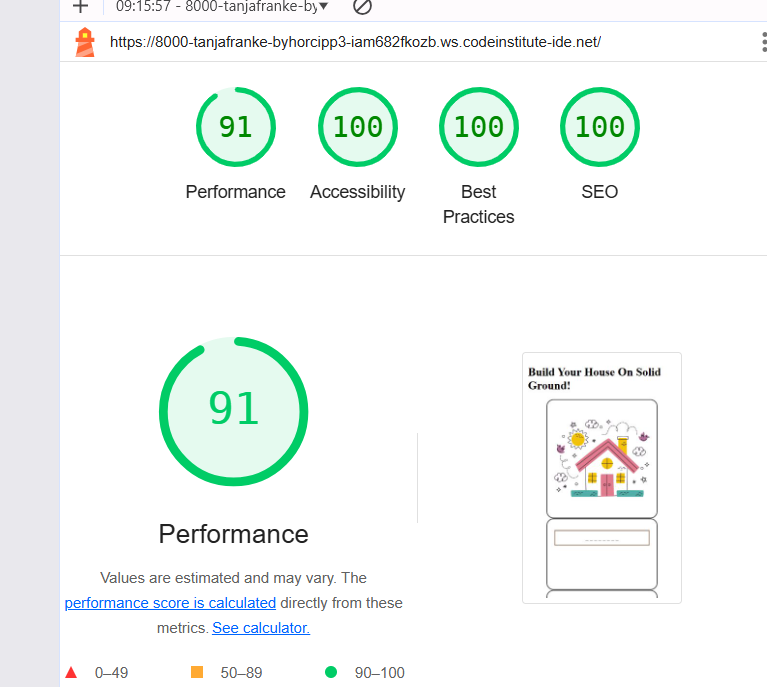 09:15:57 - 8000-tanjafranke-by
https://8000-tanjafranke-byhorcipp3-iam682fkozb.ws.codeinstitute-ide.net/
91 100 100 100
Performance Accessibility Best Practices SEO
91
Build Your House On Solid
Ground!
_ _ _ _ _ _ _ _
Performance
Values are estimated and may vary. The
performance score is calculated directly from these
metrics. See calculator.
0–49 50–89 90–100